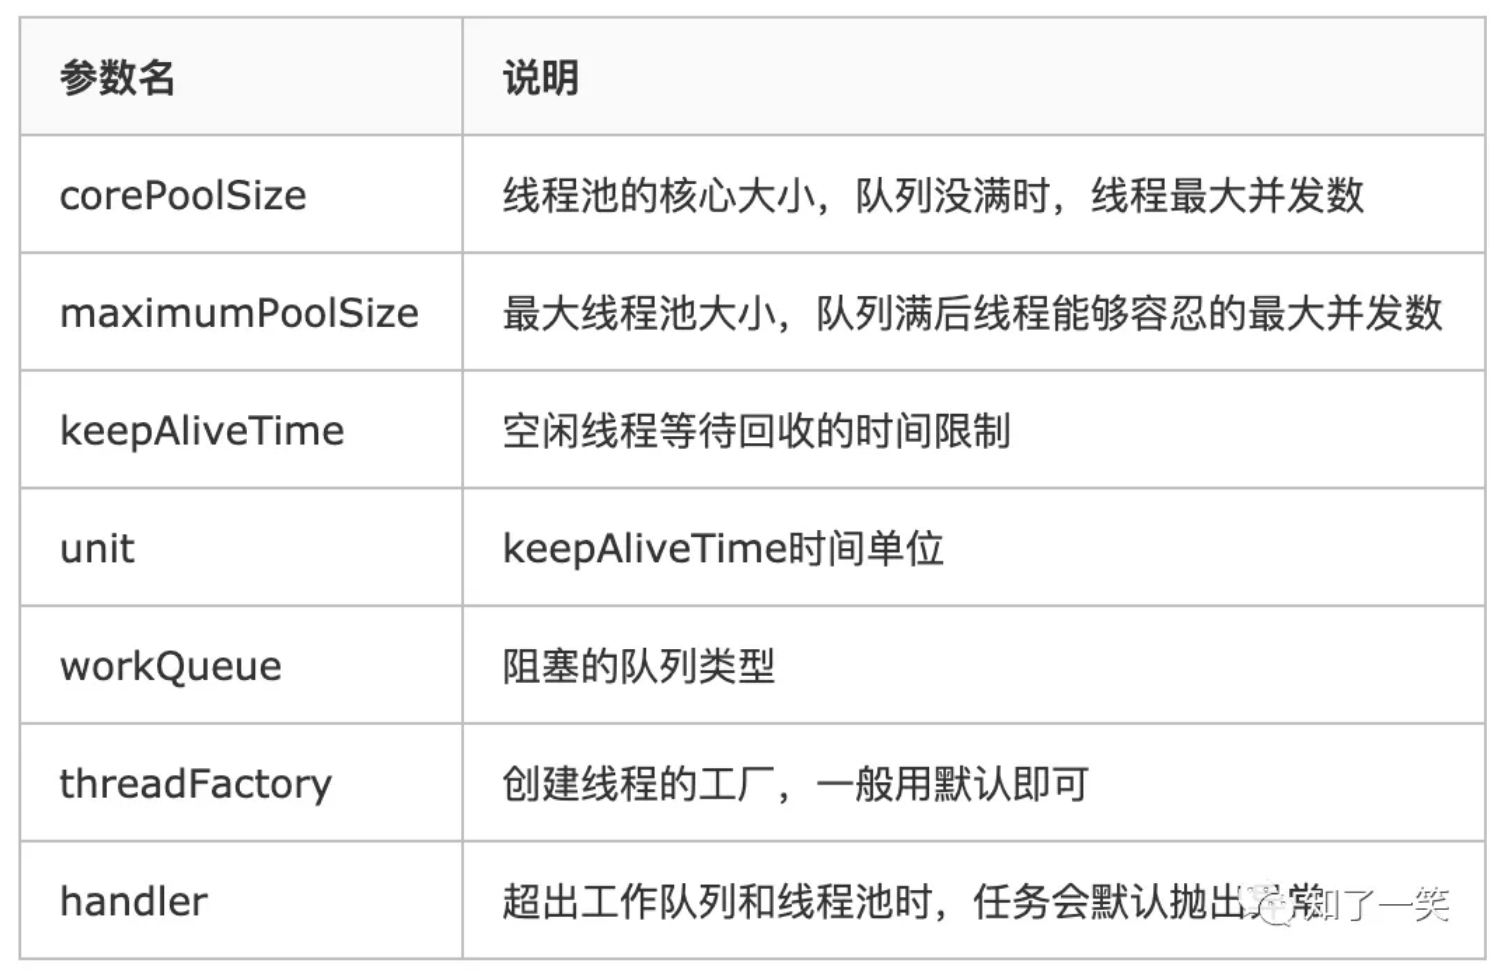 参数名 说明
corePoolSize 线程池的核心大小，队列没满时，线程最大并发数
maximumPoolSize 最大线程池大小，队列满后线程能够容忍的最大并发数
keepAliveTime 空闲线程等待回收的时间限制
unit keepAliveTime时间单位
workQueue 阻塞的队列类型
threadFactory 创建线程的工厂，一般用默认即可
handler 超出工作队列和线程池时，任务会默认抛出异常
知了一笑